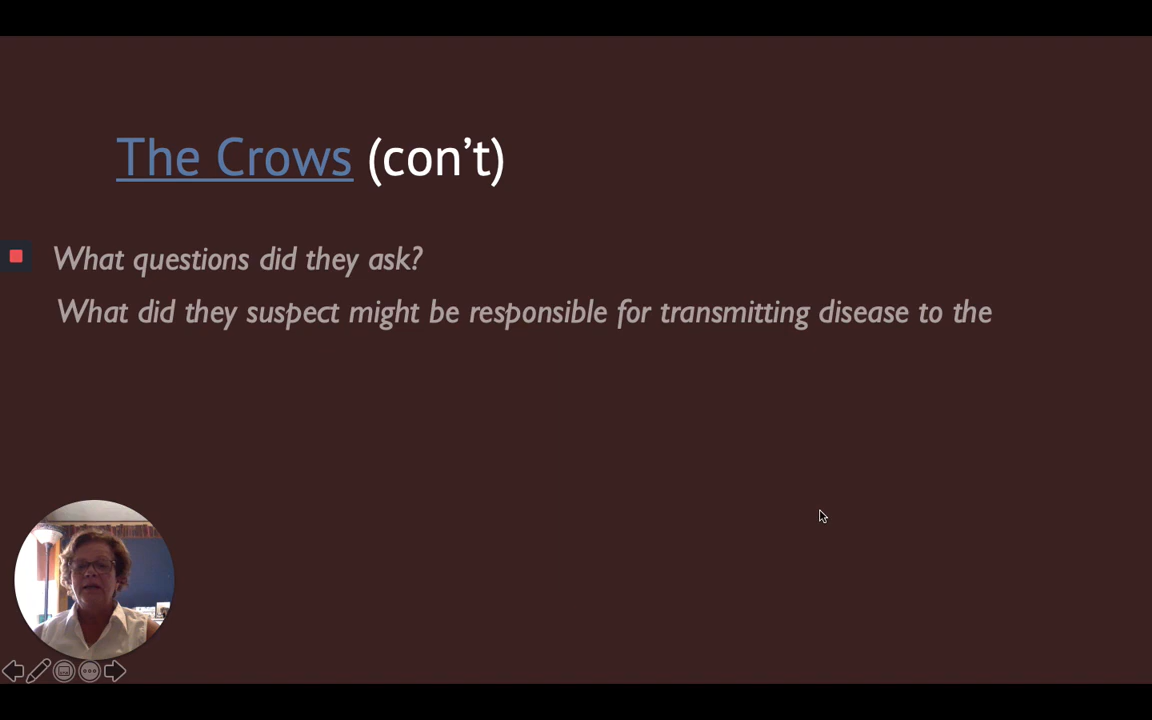 The Crows (con’t)
What questions did they ask?
What did they suspect might be responsible for transmitting disease to the